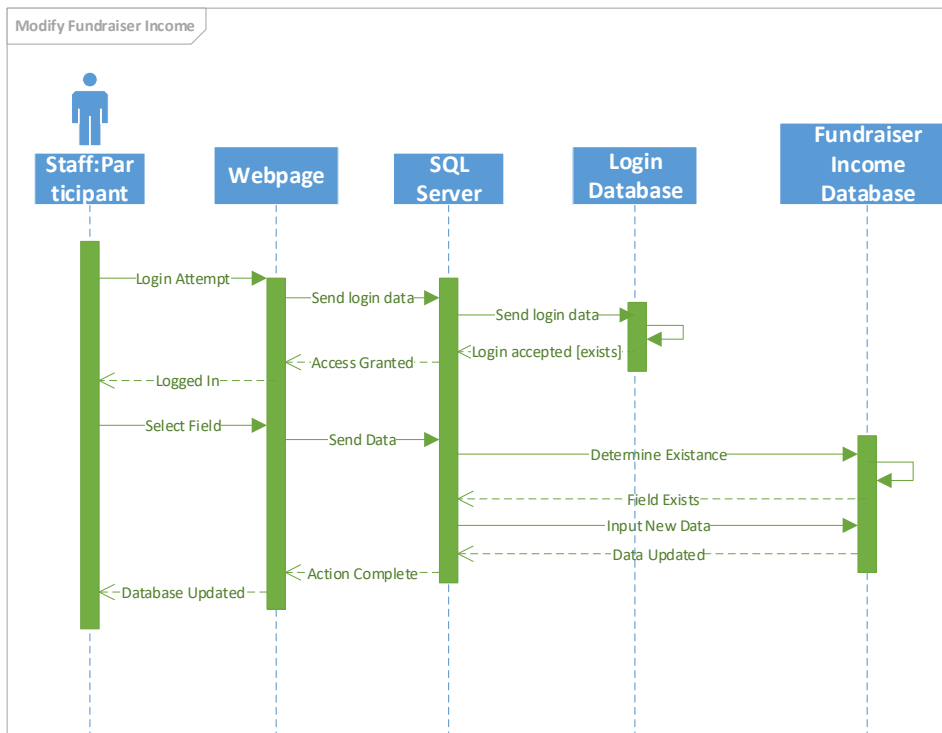 Modify Fundraiser Income
Staff:Par
ticipant
Webpage
SQL
Server
Login
Database
Fundraiser
Income
Database
Login Attempt
Send login data
Send login data
Login accepted [exists]
Access Granted
Logged In
Select Field
Send Data
Determine Existance
Field Exists
Input New Data
Data Updated
Action Complete
Database Updated